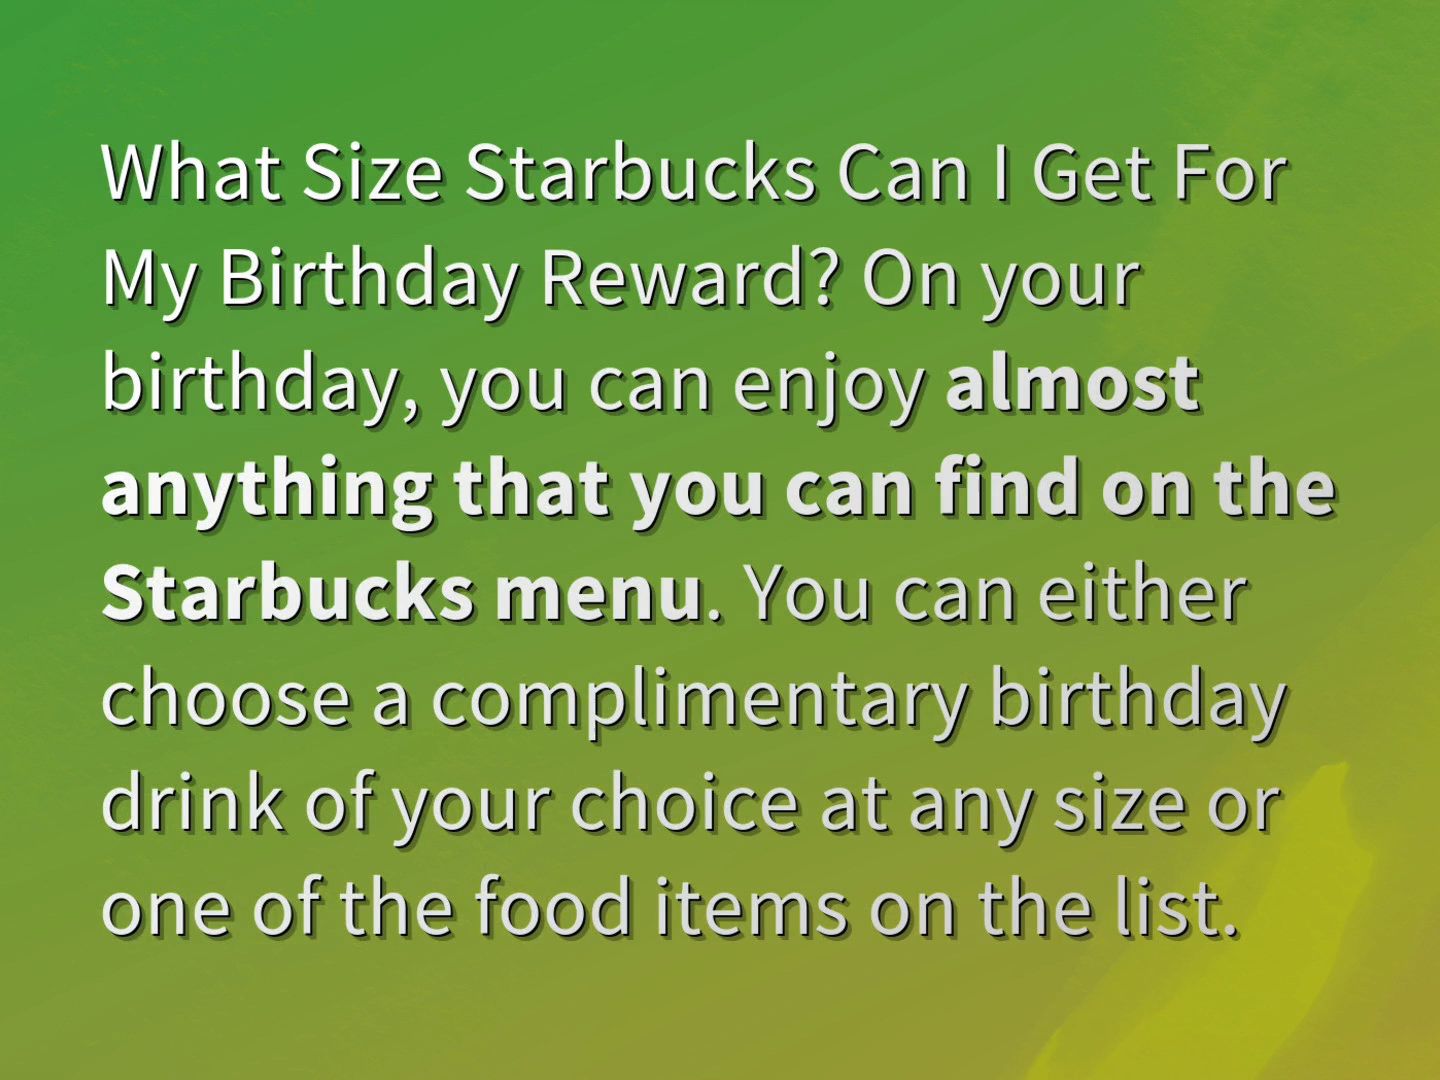 What Size Starbucks Can I Get For
My Birthday Reward? On your
birthday, you can enjoy almost
anything that you can find on the
Starbucks menu. You can either
choose a complimentary birthday
drink of your choice at any size or
one of the food items on the list.